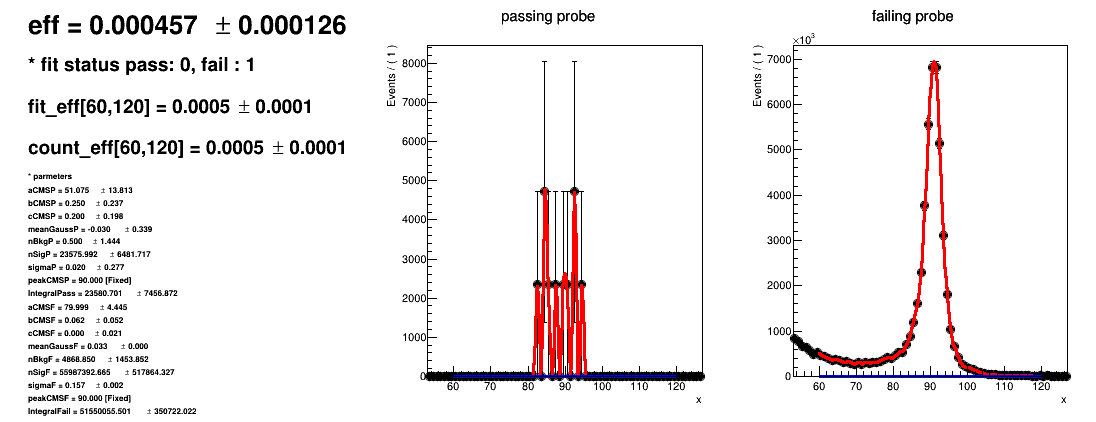 eff = 0.000457 ± 0.000126
* fit status pass: 0, fail : 1
fit_eff[60,120] = 0.0005 ± 0.0001
count_eff[60,120] = 0.0005 ± 0.0001
* parmeters
aCMSP = 51.075 ± 13.813
bCMSP = 0.250 ± 0.237
cCMSP = 0.200 ± 0.198
meanGaussP = -0.030 ± 0.339
nBkgP = 0.500 ± 1.444
nSigP = 23575.992 ± 6481.717
sigmaP = 0.020 ± 0.277
peakCMSP = 90.000 [Fixed]
IntegralPass = 23580.701 ± 7456.872
aCMSF = 79.999 ± 4.445
bCMSF = 0.062 ± 0.052
cCMSF = 0.000 ± 0.021
meanGaussF = 0.033 ± 0.000
nBkgF = 4868.850 ± 1453.852
nSigF = 55987392.665 ± 517864.327
sigmaF = 0.157 ± 0.002
peakCMSF = 90.000 [Fixed]
IntegralFail = 51550055.501 ± 350722.022
passing probe
Events / ( 1 )
8000
7000
6000
5000
4000
3000
2000
1000
0
60 70 80 90 100 110 120
x
failing probe
×10³
Events / ( 1 )
7000
6000
5000
4000
3000
2000
1000
0
60 70 80 90 100 110 120
x